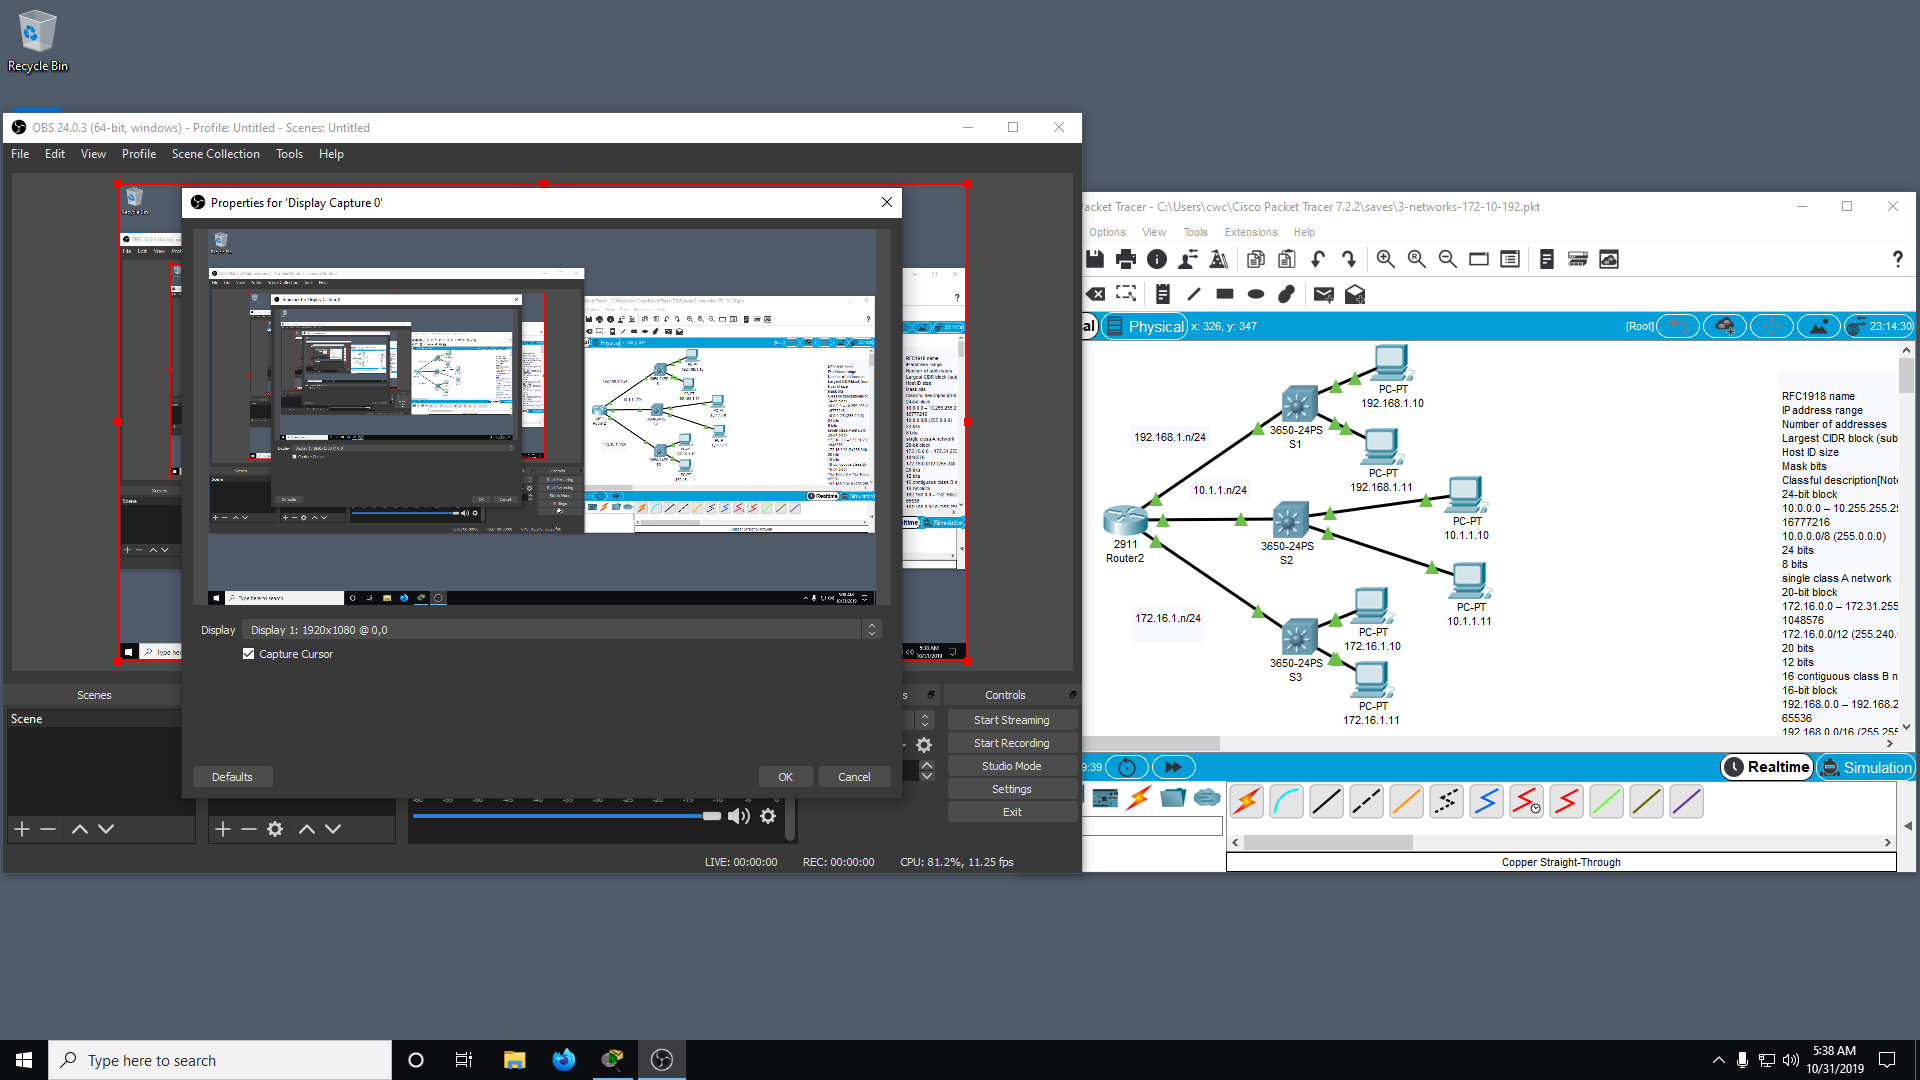 Recycle Bin
OBS 24.0.3 (64-bit, windows) - Profile: Untitled - Scenes: Untitled
File Edit View Profile Scene Collection Tools Help
Properties for 'Display Capture 0'
Display Display 1: 1920x1080 @ 0,0
Capture Cursor
Defaults OK Cancel
Scenes
Scene
Controls
Start Streaming
Start Recording
Studio Mode
Settings
Exit
LIVE: 00:00:00 REC: 00:00:00 CPU: 81.2%, 11.25 fps
acket Tracer - C:\Users\cwc\Cisco Packet Tracer 7.2.2\saves\3-networks-172-10-192.pkt
Options View Tools Extensions Help
al Physical x: 326, y: 347 [Root] 23:14:30
PC-PT
192.168.1.10
3650-24PS
S1
192.168.1.n/24
PC-PT
192.168.1.11
10.1.1.n/24
PC-PT
10.1.1.10
2911
Router2
3650-24PS
S2
PC-PT
10.1.1.11
172.16.1.n/24
PC-PT
172.16.1.10
3650-24PS
S3
PC-PT
172.16.1.11
RFC1918 name
IP address range
Number of addresses
Largest CIDR block (sub
Host ID size
Mask bits
Classful description[Not
24-bit block
10.0.0.0 – 10.255.255.25
16777216
10.0.0.0/8 (255.0.0.0)
24 bits
8 bits
single class A network
20-bit block
172.16.0.0 – 172.31.255
1048576
172.16.0.0/12 (255.240.
20 bits
12 bits
16 contiguous class B n
16-bit block
192.168.0.0 – 192.168.2
65536
192.168.0.0/16 (255.255
9:39 Realtime Simulation
Copper Straight-Through
Type here to search
5:38 AM
10/31/2019